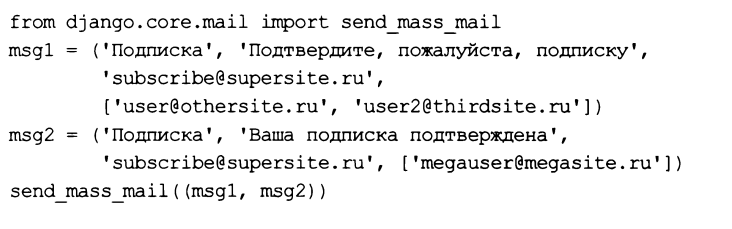 from django.core.mail import send_mass_mail
msg1 = ('Подписка', 'Подтвердите, пожалуйста, подписку',
'subscribe@supersite.ru',
['user@othersite.ru', 'user2@thirdsite.ru'])
msg2 = ('Подписка', 'Ваша подписка подтверждена',
'subscribe@supersite.ru', ['megauser@megasite.ru'])
send_mass_mail((msg1, msg2))